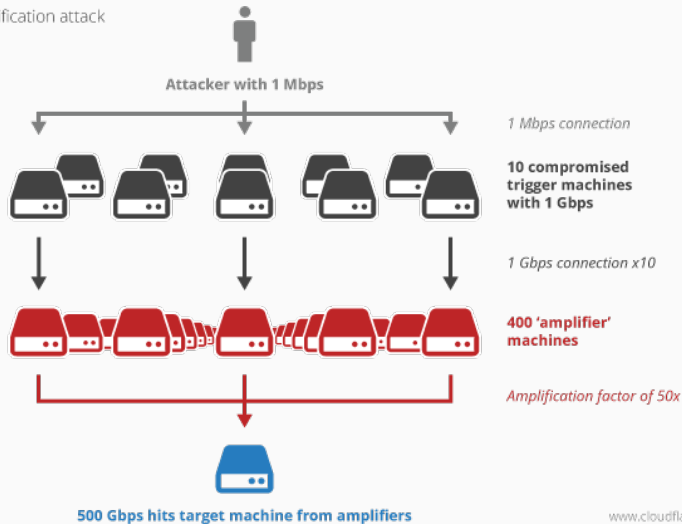 fication attack
Attacker with 1 Mbps
1 Mbps connection
10 compromised
trigger machines
with 1 Gbps
1 Gbps connection x10
400 ‘amplifier’
machines
Amplification factor of 50x
500 Gbps hits target machine from amplifiers
www.cloudfl